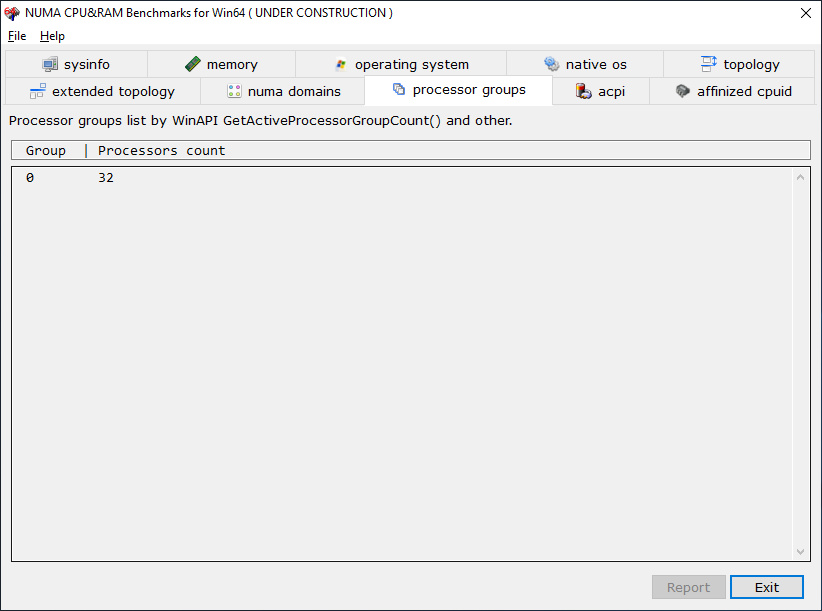 NUMA CPU&RAM Benchmarks for Win64 ( UNDER CONSTRUCTION )
File Help
sysinfo memory operating system native os topology
extended topology numa domains processor groups acpi affinized cpuid
Processor groups list by WinAPI GetActiveProcessorGroupCount() and other.
Group | Processors count
0 32
Report Exit